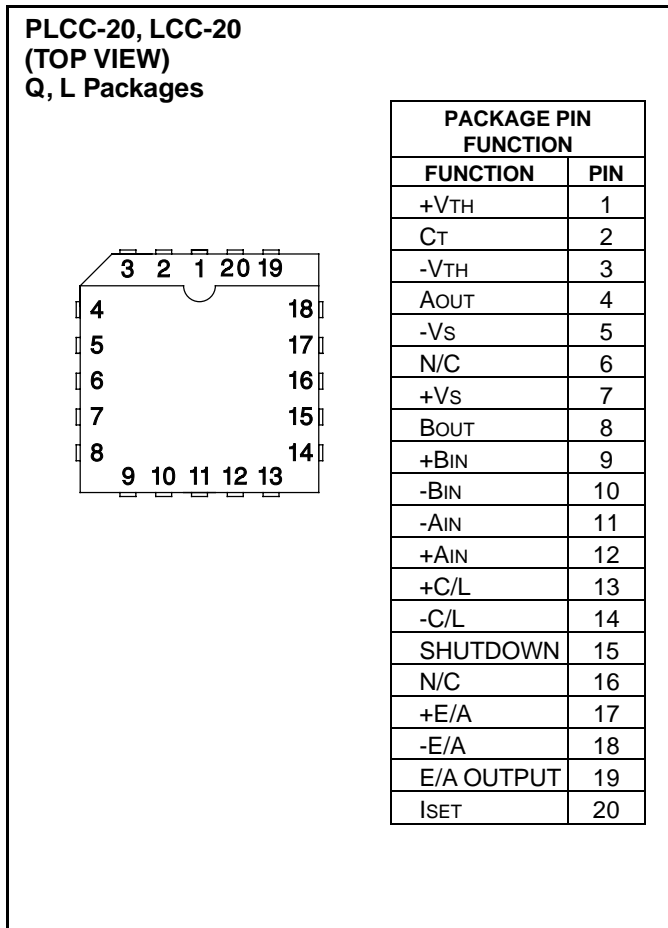 PLCC-20, LCC-20
(TOP VIEW)
Q, L Packages
3 2 1 20 19
4 18
5 17
6 16
7 15
8 14
9 10 11 12 13
PACKAGE PIN
FUNCTION
FUNCTION PIN
+VTH 1
CT 2
-VTH 3
AOUT 4
-VS 5
N/C 6
+VS 7
BOUT 8
+BIN 9
-BIN 10
-AIN 11
+AIN 12
+C/L 13
-C/L 14
SHUTDOWN 15
N/C 16
+E/A 17
-E/A 18
E/A OUTPUT 19
ISET 20